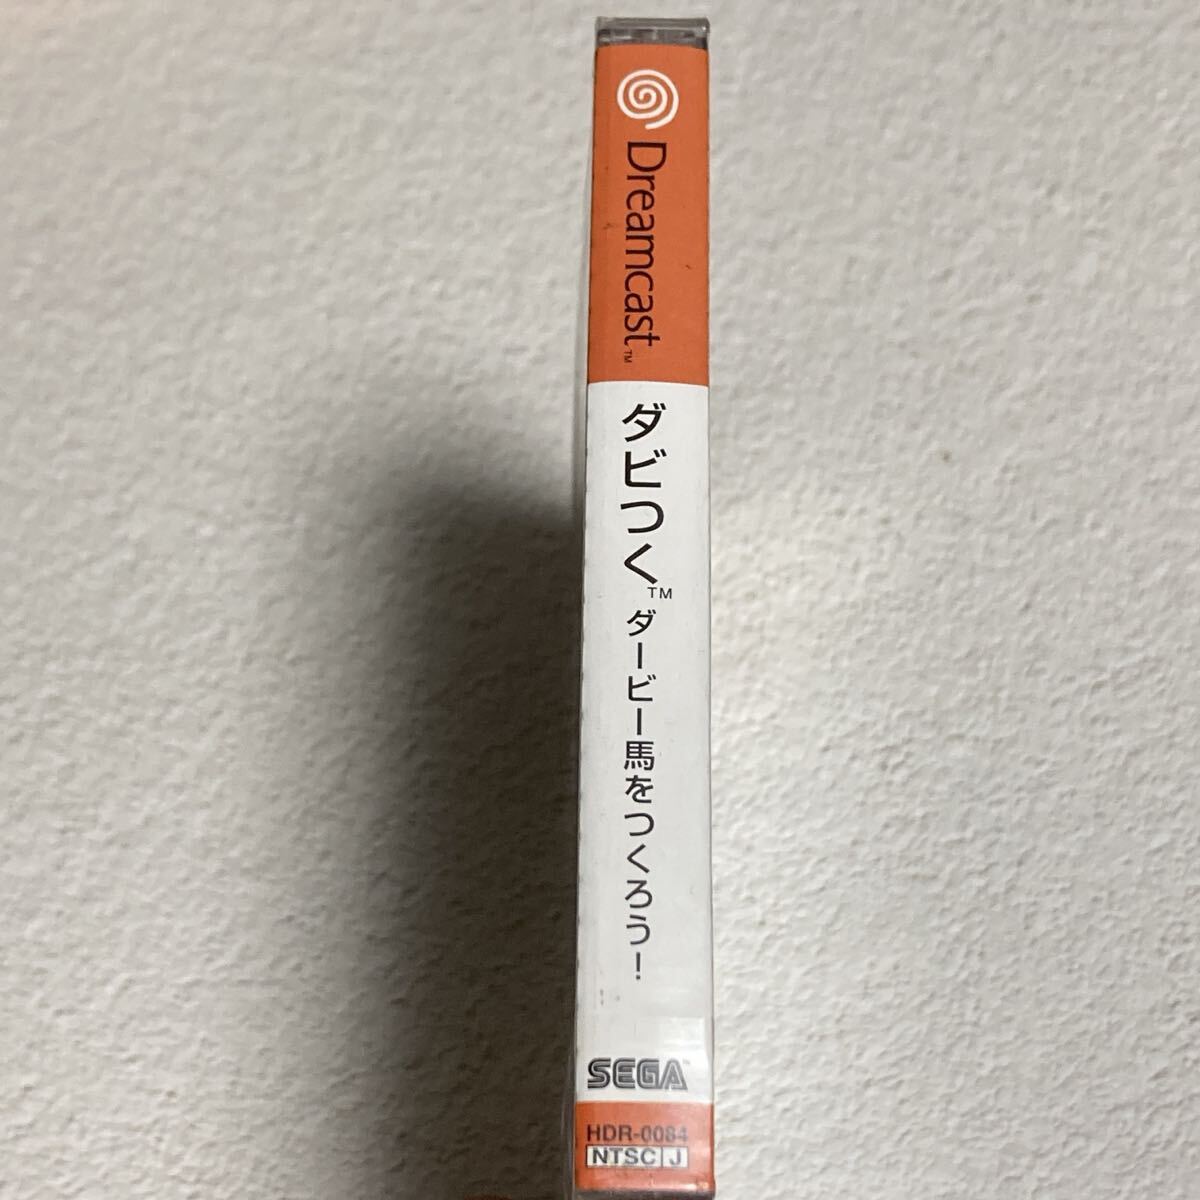 Dreamcast™
ダビつく™
ダービー馬をつくろう！
SEGA™
HDR-0084
NTSC J